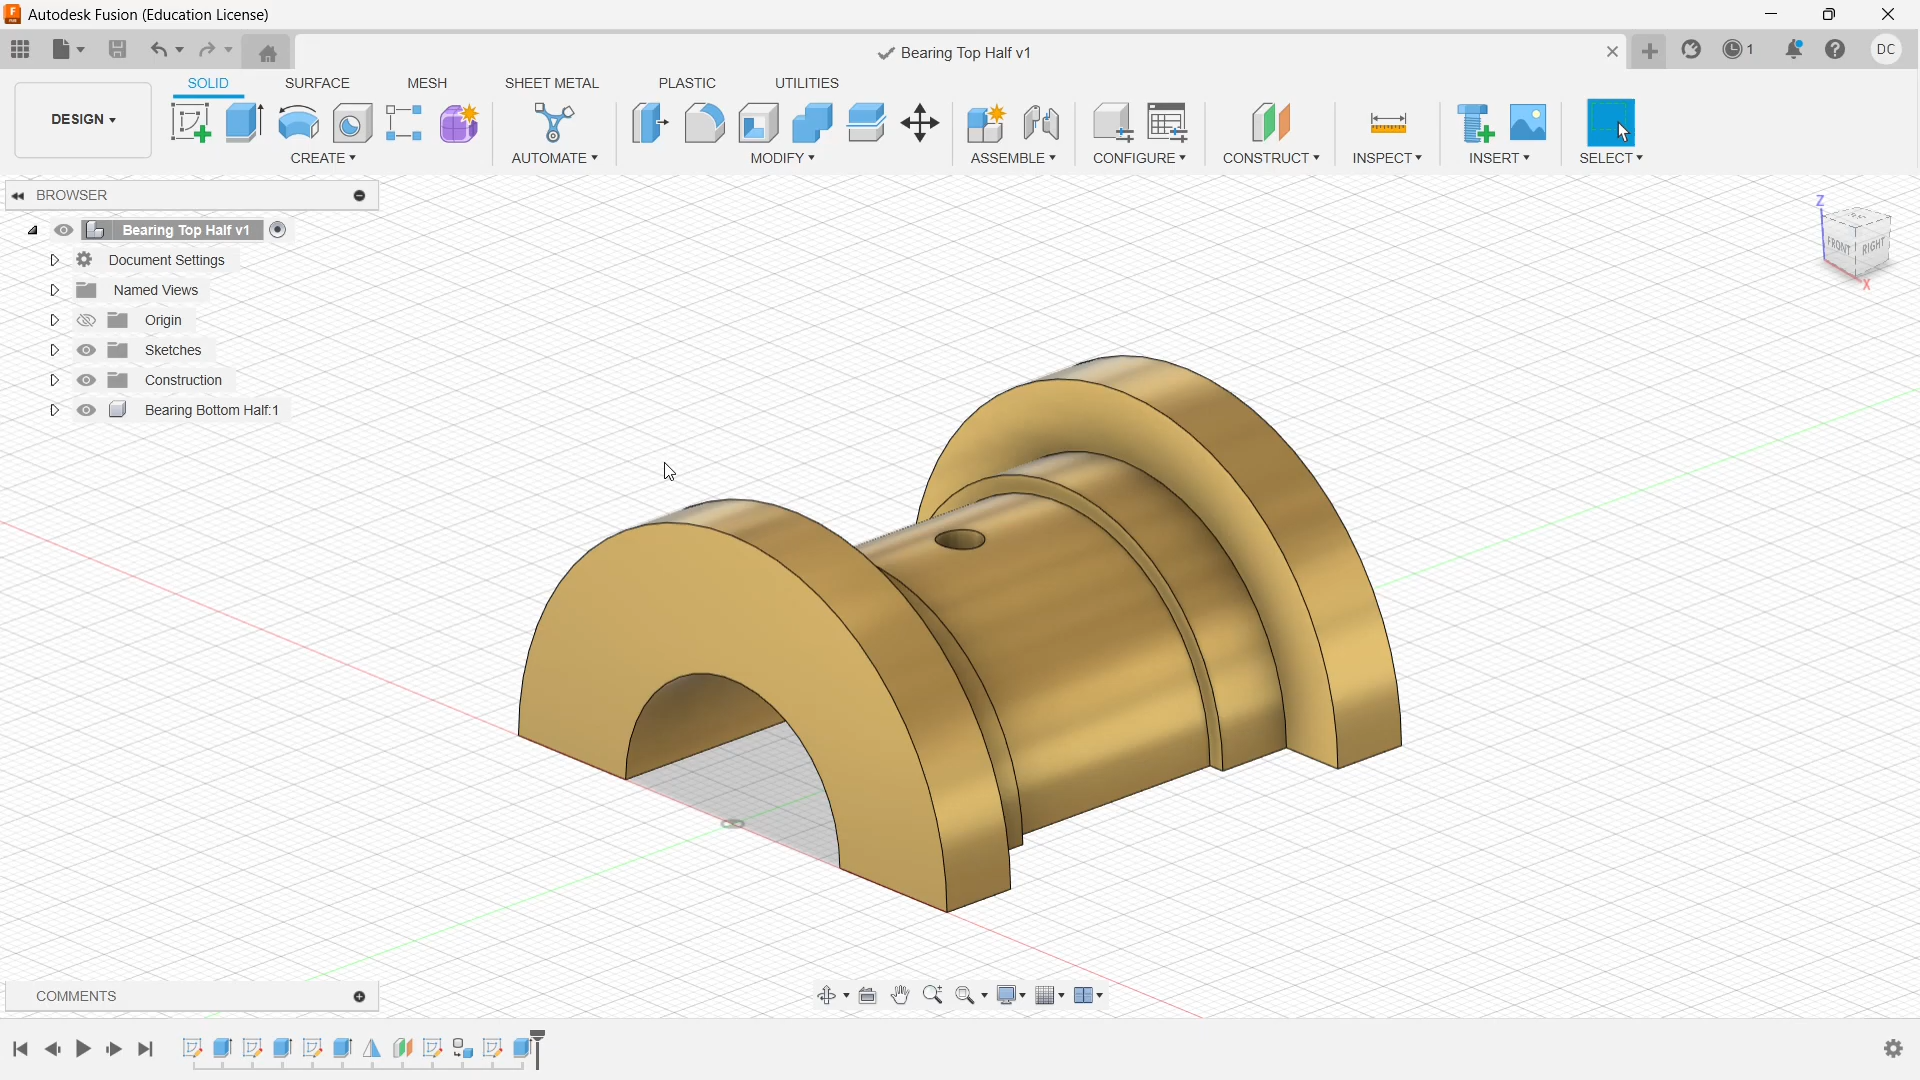 Autodesk Fusion (Education License)
Bearing Top Half v1
1
DC
SOLID
SURFACE
MESH
SHEET METAL
PLASTIC
UTILITIES
DESIGN
CREATE
AUTOMATE
MODIFY
ASSEMBLE
CONFIGURE
CONSTRUCT
INSPECT
INSERT
SELECT
BROWSER
Bearing Top Half v1
Document Settings
Named Views
Origin
Sketches
Construction
Bearing Bottom Half:1
Z
TOP
FRONT
RIGHT
X
COMMENTS